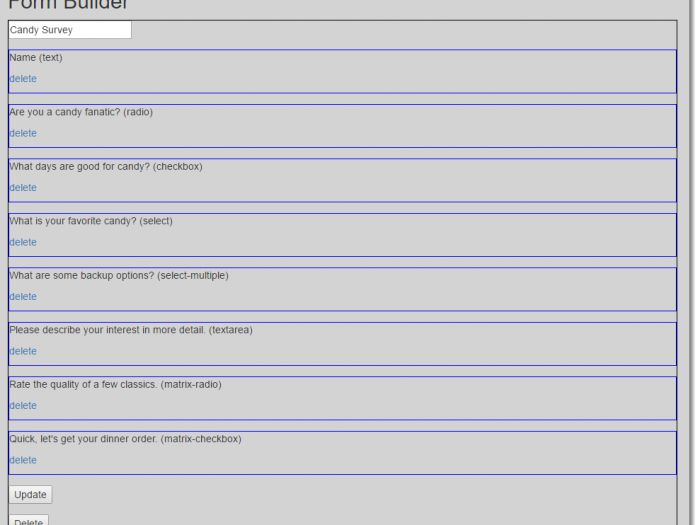 Form Builder
Candy Survey
Name (text)
delete
Are you a candy fanatic? (radio)
delete
What days are good for candy? (checkbox)
delete
What is your favorite candy? (select)
delete
What are some backup options? (select-multiple)
delete
Please describe your interest in more detail. (textarea)
delete
Rate the quality of a few classics. (matrix-radio)
delete
Quick, let's get your dinner order. (matrix-checkbox)
delete
Update
Delete